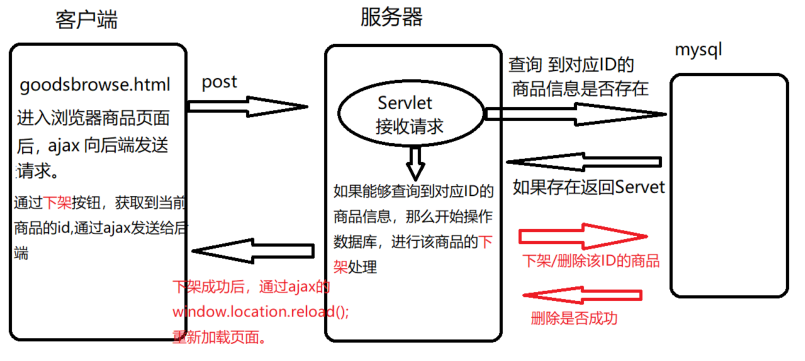 客户端
服务器
mysql
goodsbrowse.html
进入浏览器商品页面
后，ajax 向后端发送
请求。
通过下架按钮，获取到当前
商品的id,通过ajax发送给后
端
post
Servlet
接收请求
如果能够查询到对应ID的
商品信息，那么开始操作
数据库，进行该商品的下
架处理
查询 到对应ID的
商品信息是否存在
如果存在返回Servet
下架/删除该ID的商品
删除是否成功
下架成功后，通过ajax的
window.location.reload();
重新加载页面。